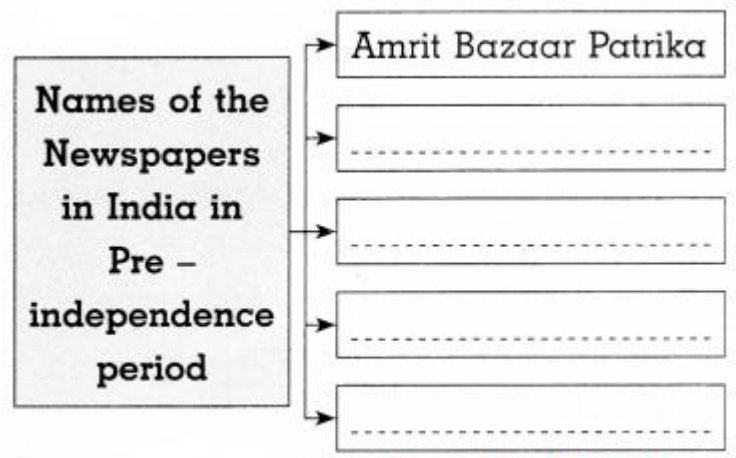 Names of the
Newspapers
in India in
Pre –
independence
period
Amrit Bazaar Patrika